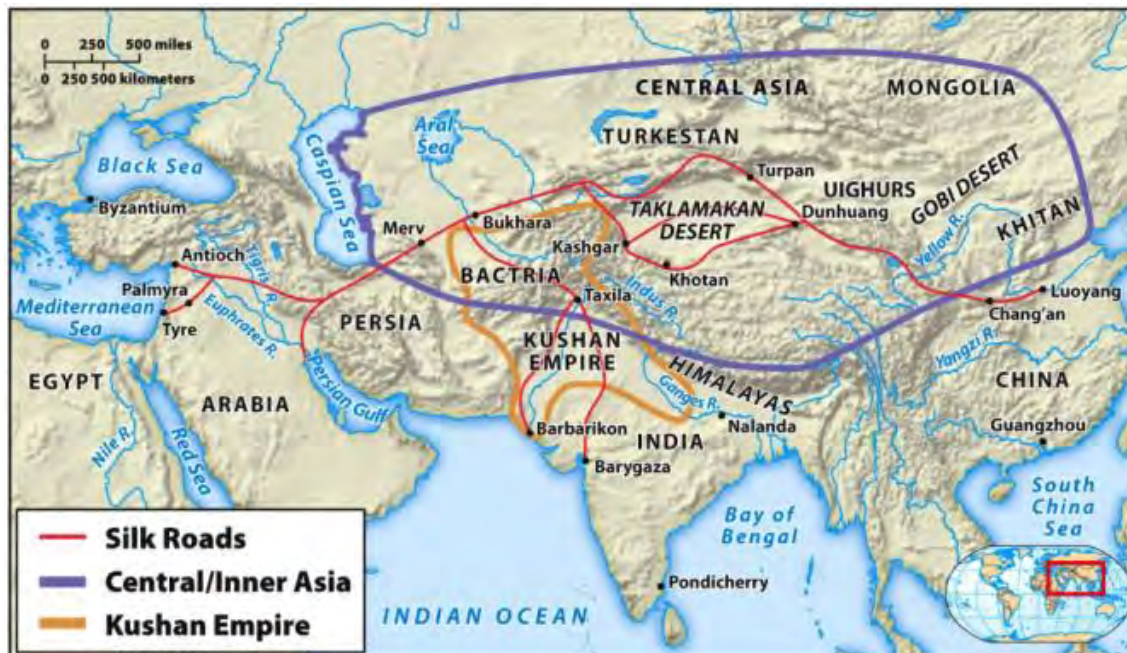 0 250 500 miles
0 250 500 kilometers
CENTRAL ASIA
MONGOLIA
TURKESTAN
Aral
Sea
Caspian Sea
Black Sea
Byzantium
Turpan
UIGHURS
GOBI DESERT
Dunhuang
TAKLAMAKAN
DESERT
Yellow R.
KHITAN
Bukhara
Merv
Kashgar
Khotan
Antioch
Tigris R.
BACTRIA
Indus R.
Luoyang
Chang'an
Palmyra
Mediterranean
Sea
Tyre
Euphrates R.
PERSIA
Taxila
KUSHAN
EMPIRE
HIMALAYAS
Yangzi R.
CHINA
EGYPT
ARABIA
Persian Gulf
Ganges R.
Nalanda
Guangzhou
Nile R.
Red Sea
Barbarikon
INDIA
Barygaza
South
China
Sea
Bay of
Bengal
Pondicherry
INDIAN OCEAN
Silk Roads
Central/Inner Asia
Kushan Empire